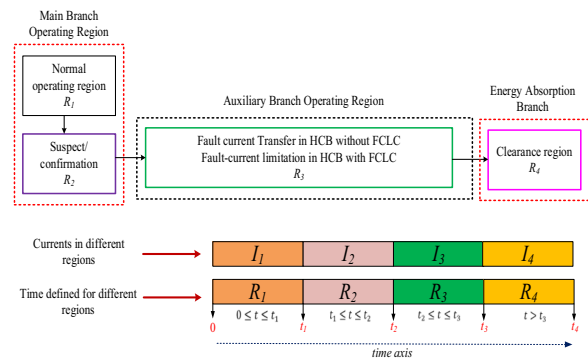 Main Branch
Operating Region
Normal
operating region
R1
Suspect/
confirmation
R2
Auxiliary Branch Operating Region
Fault current Transfer in HCB without FCLC
Fault-current limitation in HCB with FCLC
R3
Energy Absorption
Branch
Clearance region
R4
Currents in different
regions
I1 I2 I3 I4
Time defined for different
regions
R1 R2 R3 R4
0 ≤ t ≤ t1 t1 ≤ t ≤ t2 t2 ≤ t ≤ t3 t > t3
0 t1 t2 t3 t4
time axis